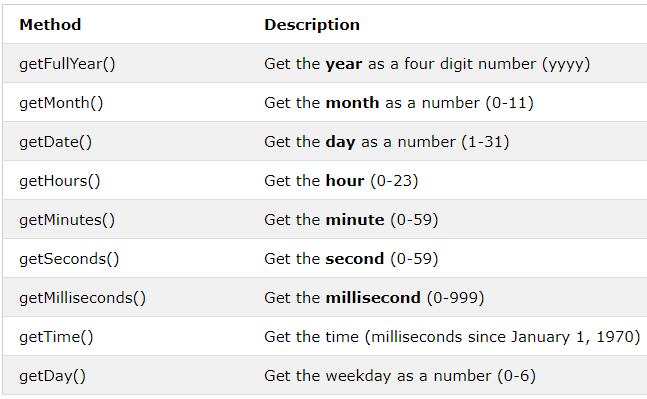 Method Description
getFullYear() Get the year as a four digit number (yyyy)
getMonth() Get the month as a number (0-11)
getDate() Get the day as a number (1-31)
getHours() Get the hour (0-23)
getMinutes() Get the minute (0-59)
getSeconds() Get the second (0-59)
getMilliseconds() Get the millisecond (0-999)
getTime() Get the time (milliseconds since January 1, 1970)
getDay() Get the weekday as a number (0-6)